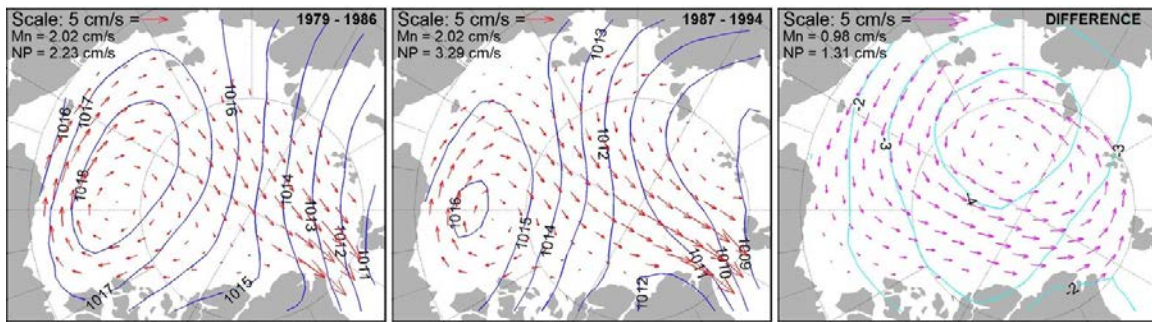 Scale: 5 cm/s = 1979 - 1986
Mn = 2.02 cm/s
NP = 2.23 cm/s
1016
1017
1016
1018
1014
1013
1012
1011
1015
1017
Scale: 5 cm/s = 1987 - 1994
Mn = 2.02 cm/s
NP = 3.29 cm/s
1013
1012
1016
1015
1014
1011
1010
1009
1012
Scale: 5 cm/s = DIFFERENCE
Mn = 0.98 cm/s
NP = 1.31 cm/s
-2
-3
-3
-4
-2